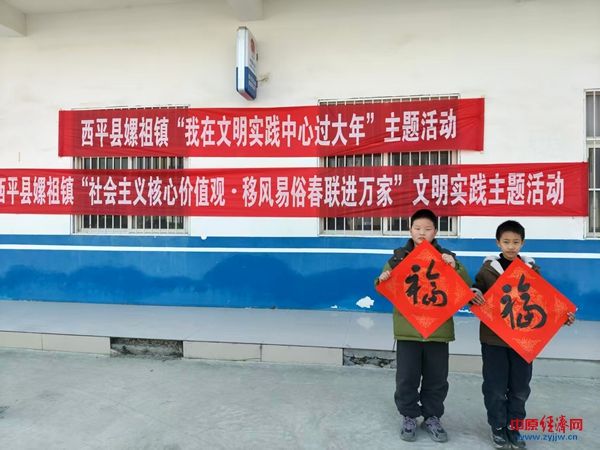 西平县嫘祖镇“我在文明实践中心过大年”主题活动
西平县嫘祖镇“社会主义核心价值观·移风易俗春联进万家”文明实践主题活动
福
福
中原经济网
www.zyjjw.cn